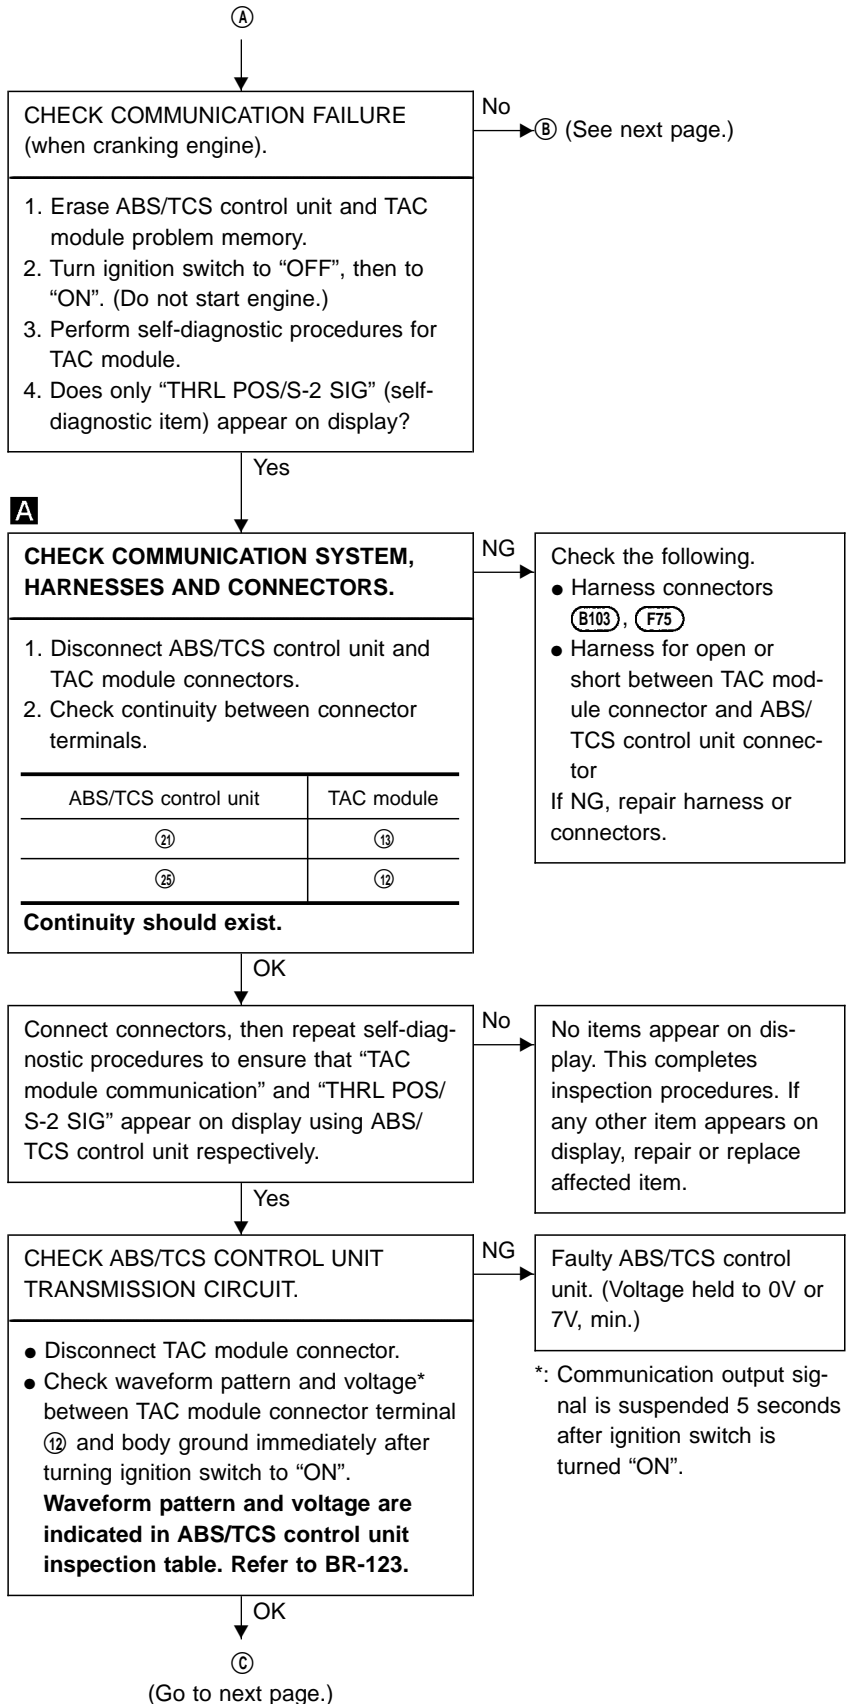 Ⓐ
CHECK COMMUNICATION FAILURE
(when cranking engine).
No
Ⓑ (See next page.)
1. Erase ABS/TCS control unit and TAC
module problem memory.
2. Turn ignition switch to “OFF”, then to
“ON”. (Do not start engine.)
3. Perform self-diagnostic procedures for
TAC module.
4. Does only “THRL POS/S-2 SIG” (self-
diagnostic item) appear on display?
Yes
A
CHECK COMMUNICATION SYSTEM,
HARNESSES AND CONNECTORS.
1. Disconnect ABS/TCS control unit and
TAC module connectors.
2. Check continuity between connector
terminals.
ABS/TCS control unit TAC module
㉑ ⑬
㉕ ⑫
Continuity should exist.
NG
Check the following.
● Harness connectors
B103, F75
● Harness for open or
short between TAC mod-
ule connector and ABS/
TCS control unit connec-
tor
If NG, repair harness or
connectors.
OK
Connect connectors, then repeat self-diag-
nostic procedures to ensure that “TAC
module communication” and “THRL POS/
S-2 SIG” appear on display using ABS/
TCS control unit respectively.
No
No items appear on dis-
play. This completes
inspection procedures. If
any other item appears on
display, repair or replace
affected item.
Yes
CHECK ABS/TCS CONTROL UNIT
TRANSMISSION CIRCUIT.
● Disconnect TAC module connector.
● Check waveform pattern and voltage*
between TAC module connector terminal
⑫ and body ground immediately after
turning ignition switch to “ON”.
Waveform pattern and voltage are
indicated in ABS/TCS control unit
inspection table. Refer to BR-123.
NG
Faulty ABS/TCS control
unit. (Voltage held to 0V or
7V, min.)
*: Communication output sig-
nal is suspended 5 seconds
after ignition switch is
turned “ON”.
OK
Ⓒ
(Go to next page.)